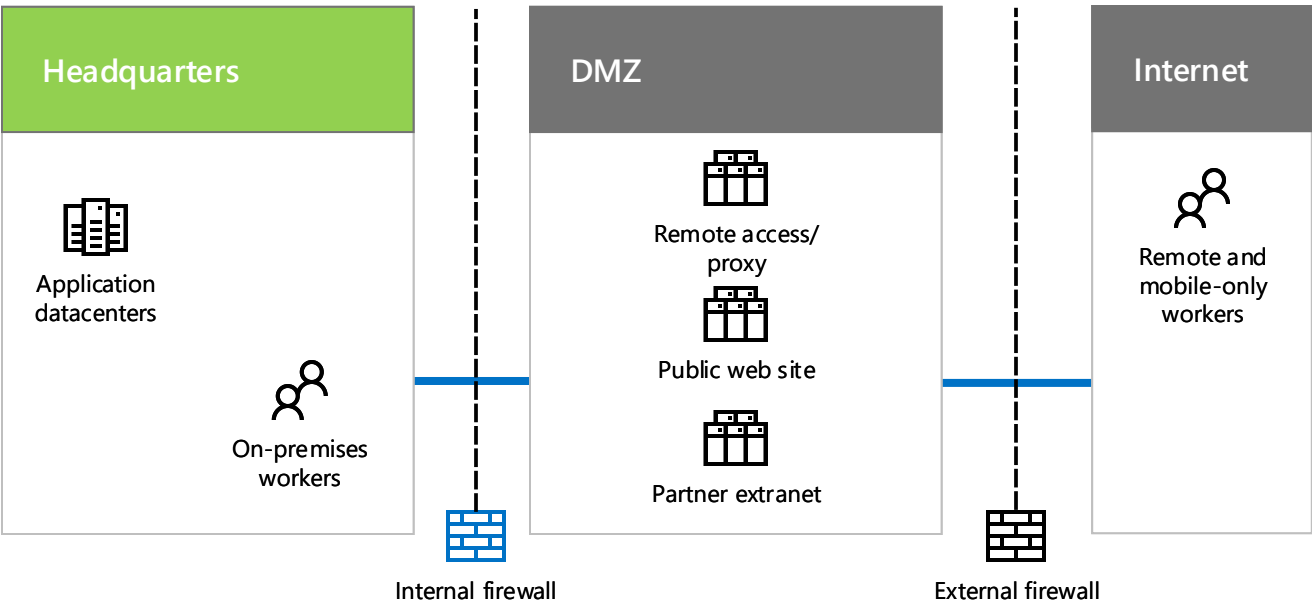 Headquarters
DMZ
Internet
Application
datacenters
On-premises
workers
Remote access/
proxy
Public web site
Partner extranet
Remote and
mobile-only
workers
Internal firewall
External firewall